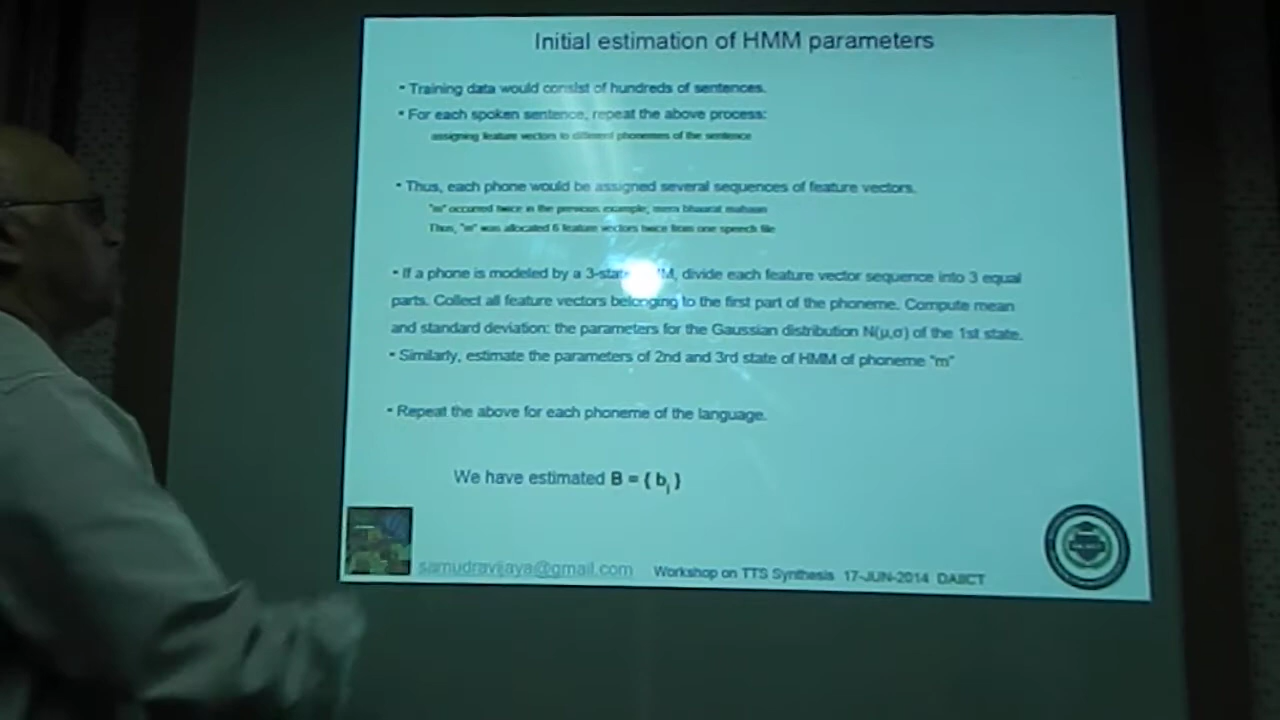 Initial estimation of HMM parameters
• Training data would consist of hundreds of sentences.
• For each spoken sentence, repeat the above process:
assigning feature vectors to different phonemes of the sentence
• Thus, each phone would be assigned several sequences of feature vectors.
"m" occurred twice in the previous example; mera bhaarat mahaan
Thus, "m" was allocated 6 feature vectors twice from one speech file
• If a phone is modeled by a 3-state HMM, divide each feature vector sequence into 3 equal
parts. Collect all feature vectors belonging to the first part of the phoneme. Compute mean
and standard deviation: the parameters for the Gaussian distribution N(μ,σ) of the 1st state.
• Similarly, estimate the parameters of 2nd and 3rd state of HMM of phoneme "m"
• Repeat the above for each phoneme of the language.
We have estimated B = { bj }
samudravijaya@gmail.com Workshop on TTS Synthesis 17-JUN-2014 DAIICT